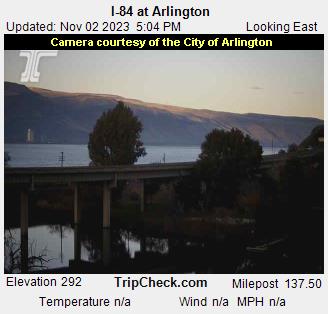 I-84 at Arlington
Updated: Nov 02 2023 5:04 PM Looking East
Camera courtesy of the City of Arlington
Elevation 292 TripCheck.com Milepost 137.50
Temperature n/a Wind n/a MPH n/a